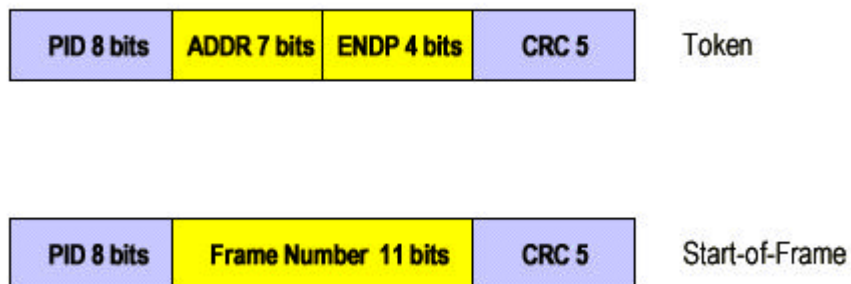 PID 8 bits ADDR 7 bits ENDP 4 bits CRC 5 Token
PID 8 bits Frame Number 11 bits CRC 5 Start-of-Frame